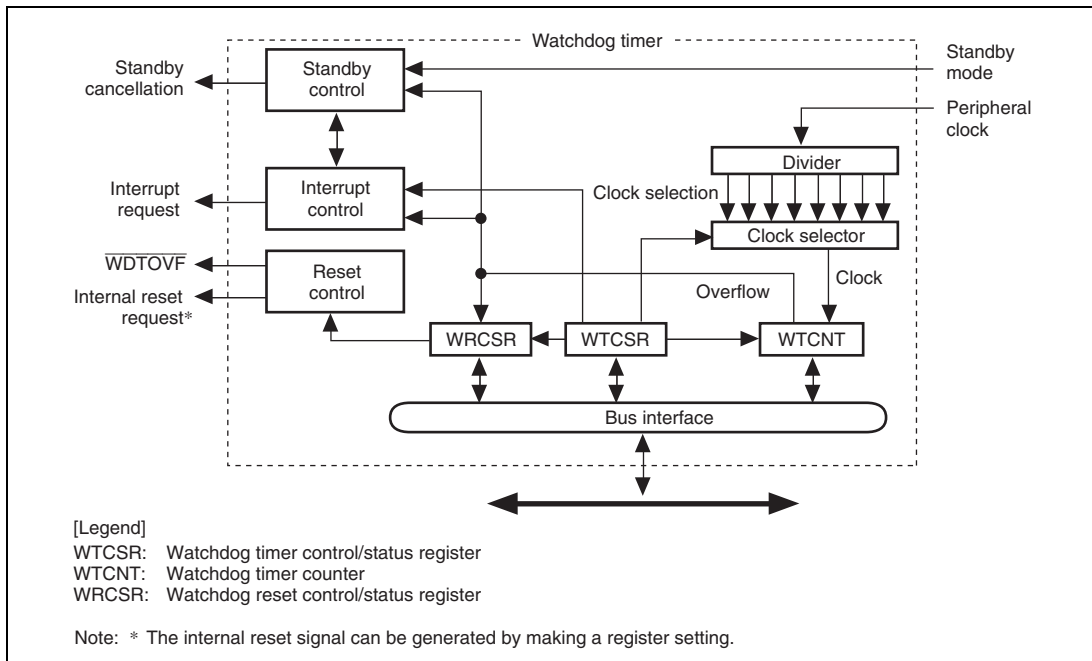 Watchdog timer
Standby
cancellation
Standby
control
Standby
mode
Peripheral
clock
Divider
Interrupt
request
Interrupt
control
Clock selection
Clock selector
WDTOVF
Internal reset
request*
Reset
control
Overflow
Clock
WRCSR
WTCSR
WTCNT
Bus interface
[Legend]
WTCSR: Watchdog timer control/status register
WTCNT: Watchdog timer counter
WRCSR: Watchdog reset control/status register
Note: * The internal reset signal can be generated by making a register setting.